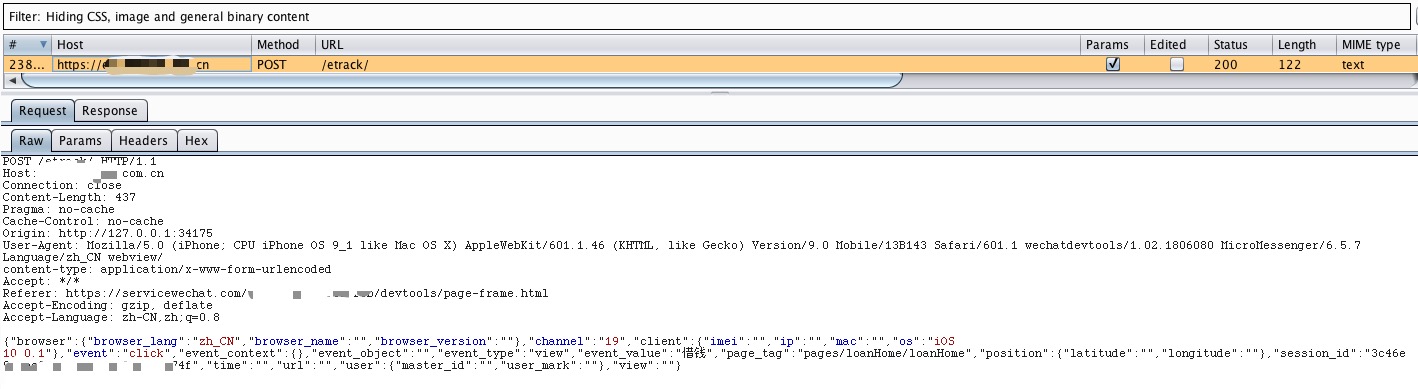 Filter: Hiding CSS, image and general binary content
# Host Method URL Params Edited Status Length MIME type
238... https:// cn POST /etrack/ 200 122 text
Request Response
Raw Params Headers Hex
POST / HTTP/1.1
Host: com.cn
Connection: close
Content-Length: 437
Pragma: no-cache
Cache-Control: no-cache
Origin: http://127.0.0.1:34175
User-Agent: Mozilla/5.0 (iPhone; CPU iPhone OS 9_1 like Mac OS X) AppleWebKit/601.1.46 (KHTML, like Gecko) Version/9.0 Mobile/13B143 Safari/601.1 wechatdevtools/1.02.1806080 MicroMessenger/6.5.7
Language/zh_CN webview/
content-type: application/x-www-form-urlencoded
Accept: */*
Referer: https://servicewechat.com/ /devtools/page-frame.html
Accept-Encoding: gzip, deflate
Accept-Language: zh-CN,zh;q=0.8
{"browser":{"browser_lang":"zh_CN","browser_name":"","browser_version":""},"channel":"19","client":{"imei":"","ip":"","mac":"","os":"iOS
10 0.1"},"event":"click","event_context":{},"event_object":"","event_type":"view","event_value":"借钱","page_tag":"pages/loanHome/loanHome","position":{"latitude":"","longitude":""},"session_id":"3c46e
74f","time":"","url":"","user":{"master_id":"","user_mark":""},"view":""}